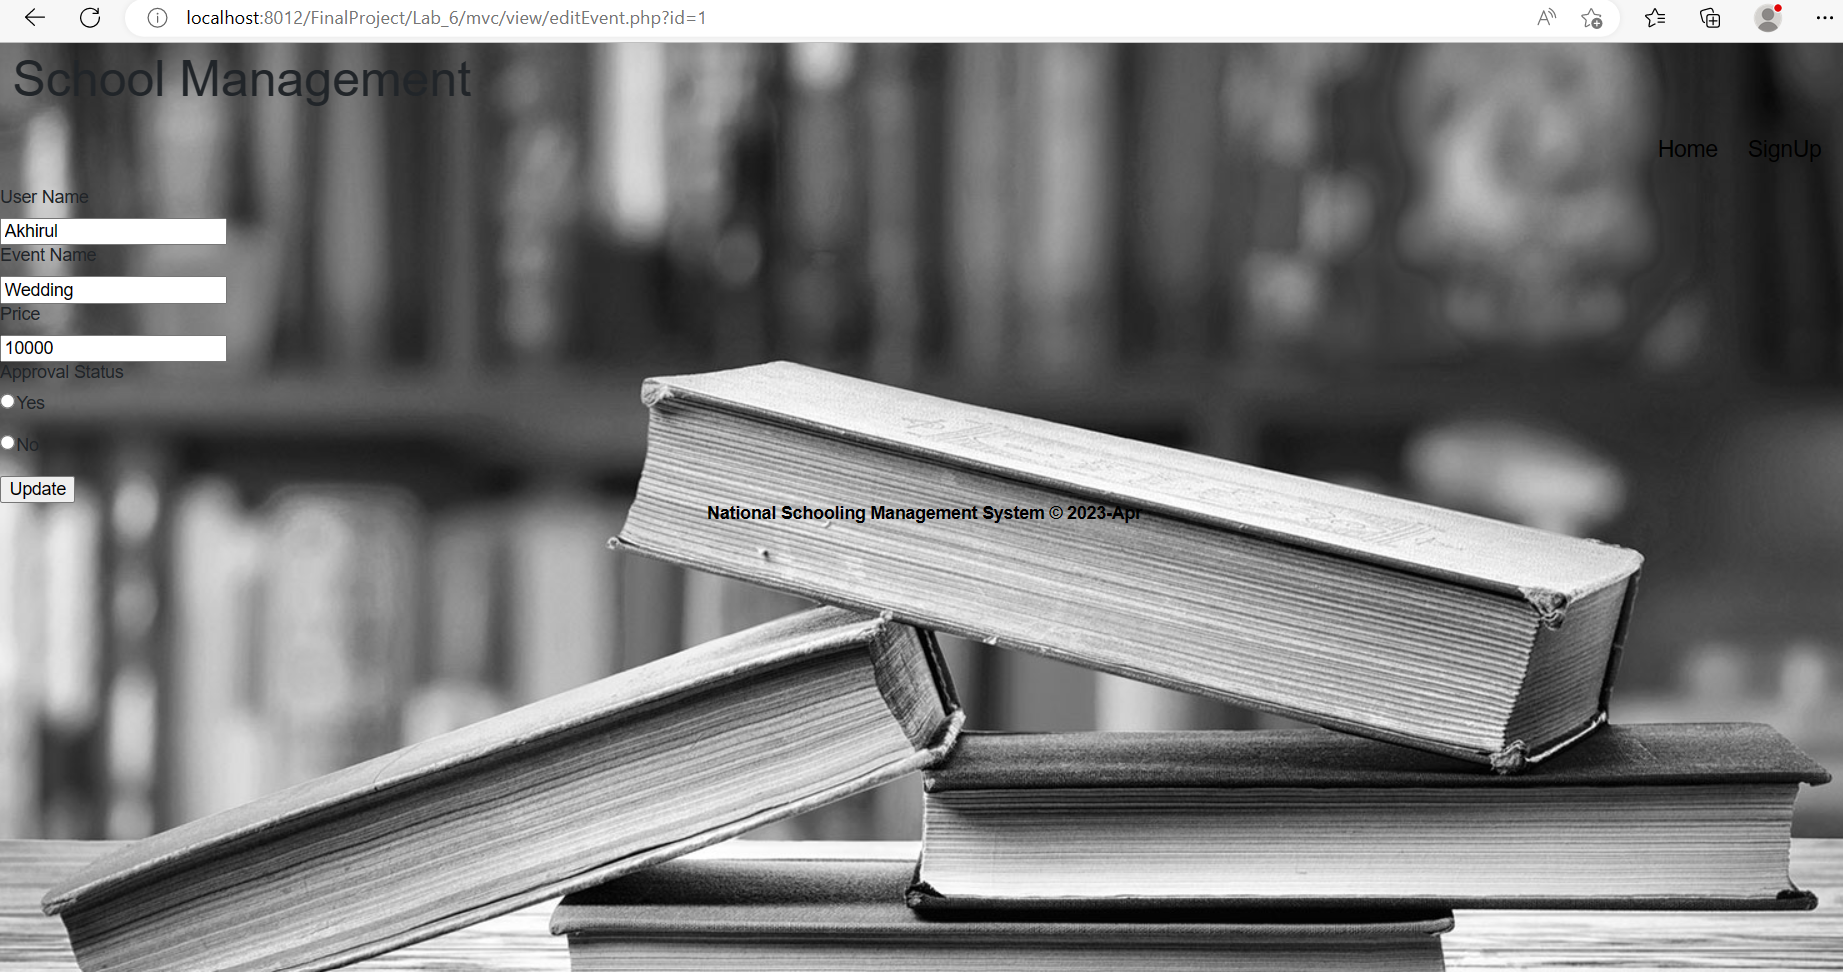 localhost:8012/FinalProject/Lab_6/mvc/view/editEvent.php?id=1
School Management
Home SignUp
User Name
Akhirul
Event Name
Wedding
Price
10000
Approval Status
Yes
No
Update
National Schooling Management System © 2023-Apr